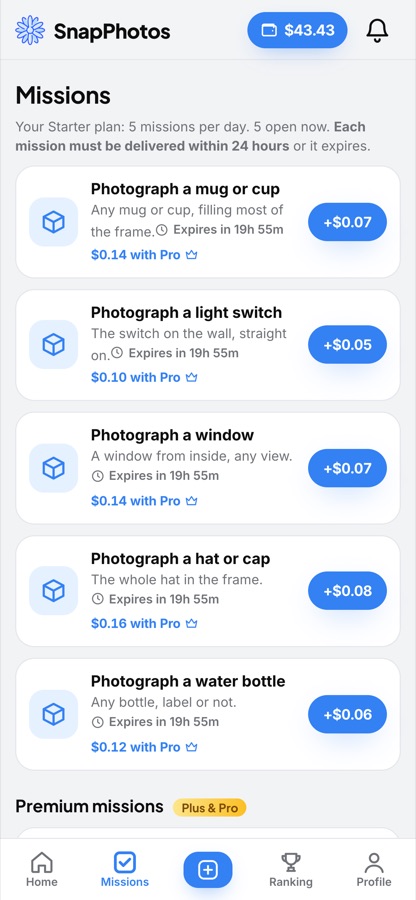 SnapPhotos
$43.43
Missions
Your Starter plan: 5 missions per day. 5 open now. Each
mission must be delivered within 24 hours or it expires.
Photograph a mug or cup
Any mug or cup, filling most of
the frame. Expires in 19h 55m
$0.14 with Pro
+$0.07
Photograph a light switch
The switch on the wall, straight
on. Expires in 19h 55m
$0.10 with Pro
+$0.05
Photograph a window
A window from inside, any view.
Expires in 19h 55m
$0.14 with Pro
+$0.07
Photograph a hat or cap
The whole hat in the frame.
Expires in 19h 55m
$0.16 with Pro
+$0.08
Photograph a water bottle
Any bottle, label or not.
Expires in 19h 55m
$0.12 with Pro
+$0.06
Premium missions
Plus & Pro
Home
Missions
Ranking
Profile